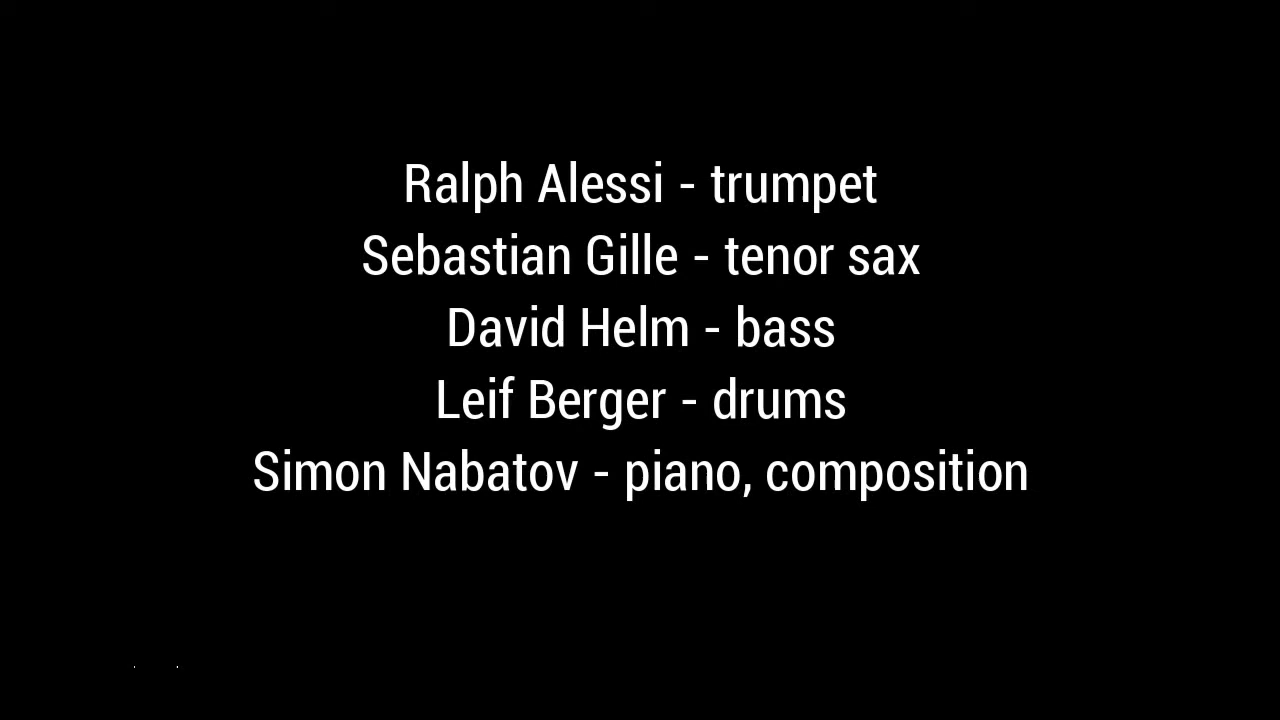 Ralph Alessi - trumpet
Sebastian Gille - tenor sax
David Helm - bass
Leif Berger - drums
Simon Nabatov - piano, composition